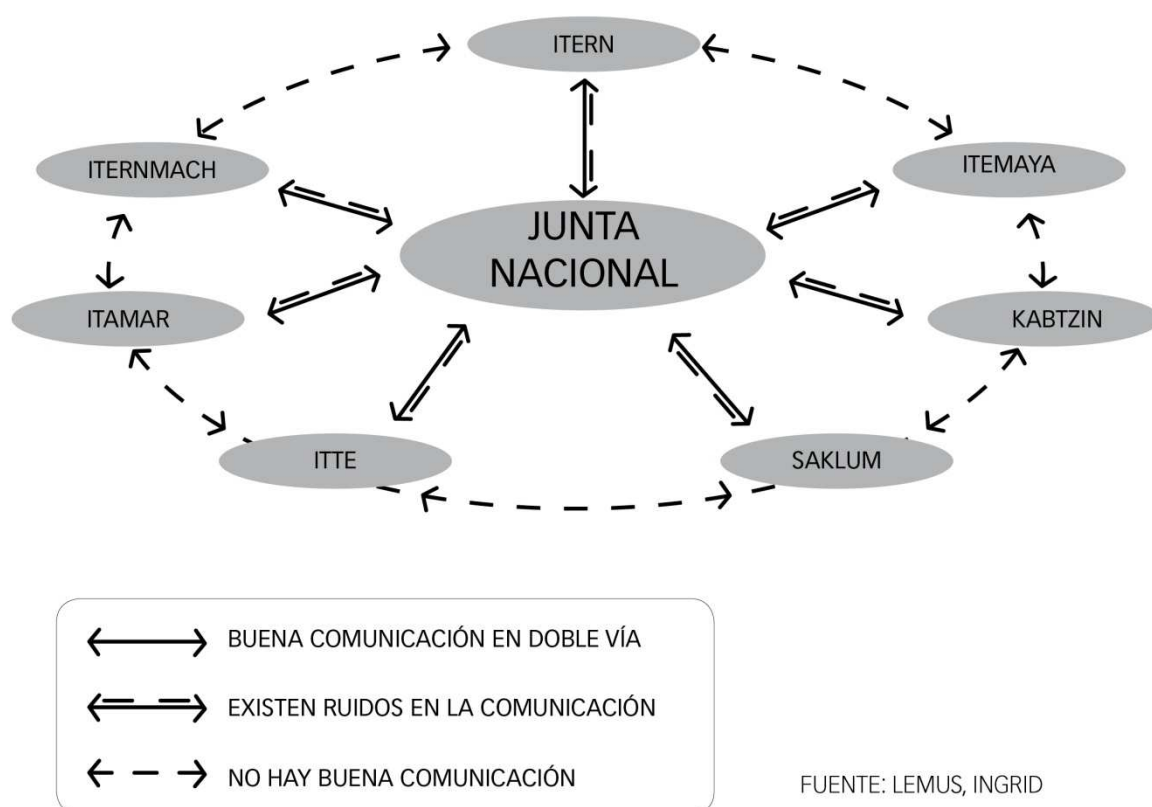 ITERN
ITERNMACH
ITEMAYA
JUNTA
NACIONAL
ITAMAR
KABTZIN
ITTE
SAKLUM
BUENA COMUNICACIÓN EN DOBLE VÍA
EXISTEN RUIDOS EN LA COMUNICACIÓN
NO HAY BUENA COMUNICACIÓN
FUENTE: LEMUS, INGRID